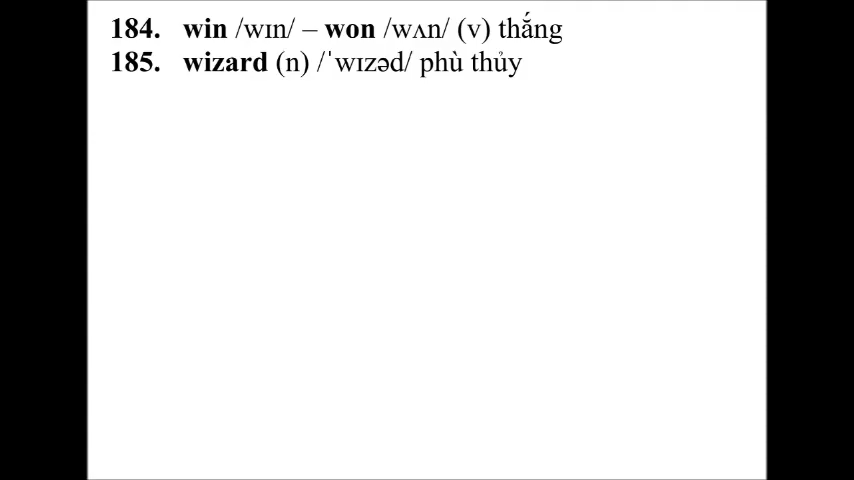 184. win /wɪn/ – won /wʌn/ (v) thắng
185. wizard (n) /ˈwɪzəd/ phù thủy